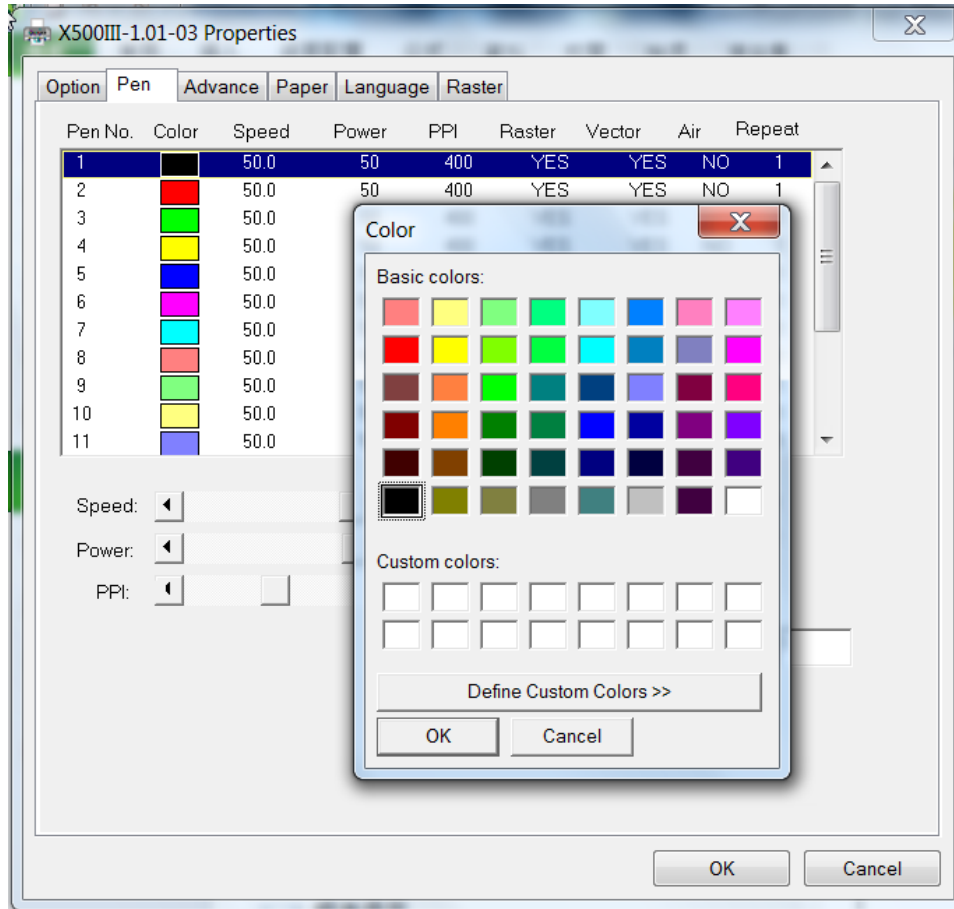 X500III-1.01-03 Properties
Option Pen Advance Paper Language Raster
Pen No. Color Speed Power PPI Raster Vector Air Repeat
1 50.0 50 400 YES YES NO 1
2 50.0 50 400 YES YES NO 1
3 50.0
4 50.0
5 50.0
6 50.0
7 50.0
8 50.0
9 50.0
10 50.0
11 50.0
Speed:
Power:
PPI:
Color
Basic colors:
Custom colors:
Define Custom Colors >>
OK Cancel
OK Cancel